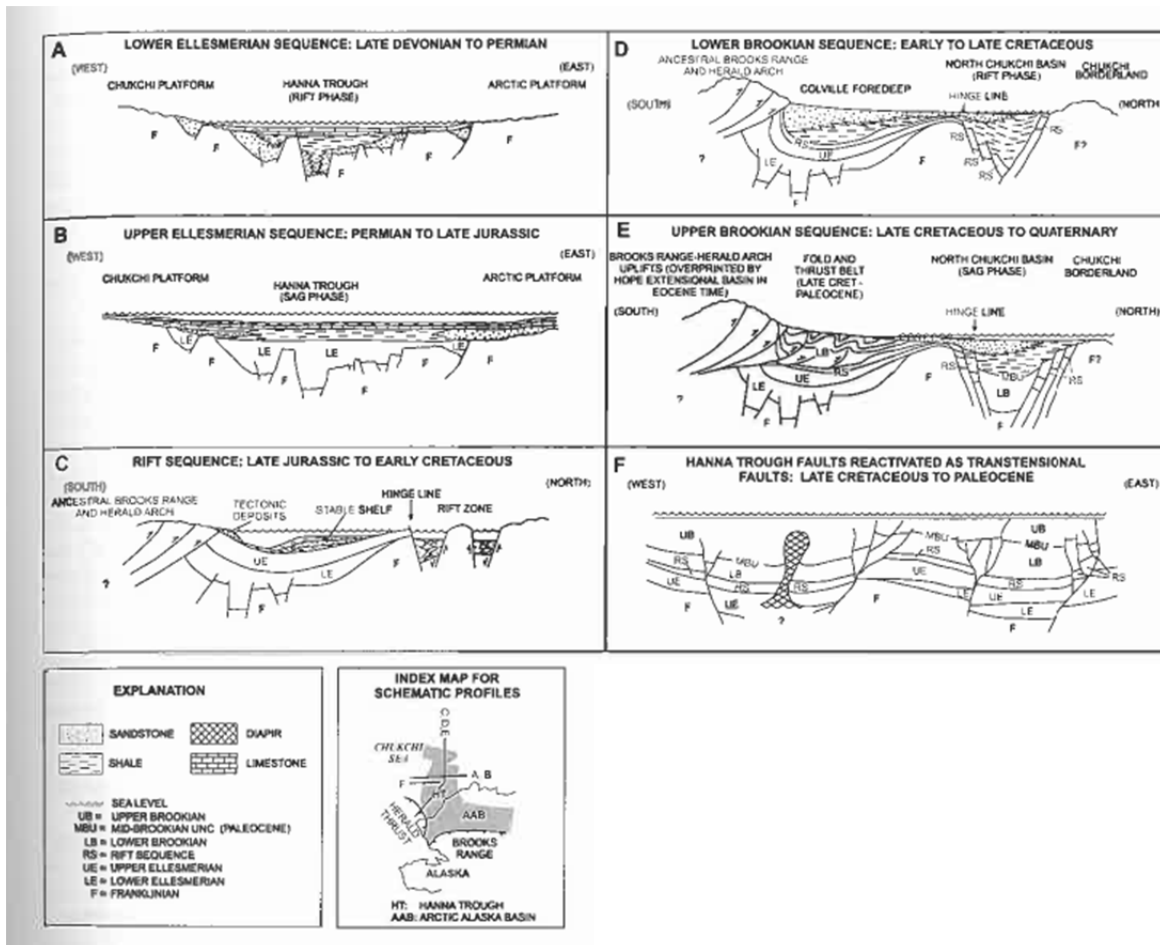 A
LOWER ELLESMERIAN SEQUENCE: LATE DEVONIAN TO PERMIAN
(WEST)
(EAST)
CHUKCHI PLATFORM
HANNA TROUGH
(RIFT PHASE)
ARCTIC PLATFORM
F
F
F
F
F
B
UPPER ELLESMERIAN SEQUENCE: PERMIAN TO LATE JURASSIC
(WEST)
(EAST)
CHUKCHI PLATFORM
HANNA TROUGH
(SAG PHASE)
ARCTIC PLATFORM
F
LE
F
LE
LE
LE
F
F
F
F
C
RIFT SEQUENCE: LATE JURASSIC TO EARLY CRETACEOUS
(SOUTH)
(NORTH)
ANCESTRAL BROOKS RANGE
AND HERALD ARCH
TECTONIC
DEPOSITS
STABLE SHELF
HINGE LINE
RIFT ZONE
UE
LE
F
F
F
?
D
LOWER BROOKIAN SEQUENCE: EARLY TO LATE CRETACEOUS
ANCESTRAL BROOKS RANGE
AND HERALD ARCH
COLVILLE FOREDEEP
NORTH CHUKCHI BASIN
(RIFT PHASE)
CHUKCHI
BORDERLAND
(SOUTH)
HINGE LINE
(NORTH)
RS
UE
LE
F
F
RS
RS
RS
RS
F?
?
E
UPPER BROOKIAN SEQUENCE: LATE CRETACEOUS TO QUATERNARY
BROOKS RANGE-HERALD ARCH
UPLIFTS (OVERPRINTED BY
HOPE EXTENSIONAL BASIN IN
EOCENE TIME)
FOLD AND
THRUST BELT
(LATE CRET-
PALEOCENE)
NORTH CHUKCHI BASIN
(SAG PHASE)
CHUKCHI
BORDERLAND
(SOUTH)
HINGE LINE
(NORTH)
LB
RS
UE
LE
F
F
RS
MBU
LB
RS
F?
F
?
F
HANNA TROUGH FAULTS REACTIVATED AS TRANSTENSIONAL
FAULTS: LATE CRETACEOUS TO PALEOCENE
(WEST)
(EAST)
UB
MBU
MBU
UB
MBU
RS
LB
RS
LB
UE
RS
RS
UE
RS
RS
F
UE
F
LE
UE
LE
LE
?
F
EXPLANATION
SANDSTONE
DIAPIR
SHALE
LIMESTONE
SEA LEVEL
UB = UPPER BROOKIAN
MBU = MID-BROOKIAN UNC (PALEOCENE)
LB = LOWER BROOKIAN
RS = RIFT SEQUENCE
UE = UPPER ELLESMERIAN
LE = LOWER ELLESMERIAN
F = FRANKLINIAN
INDEX MAP FOR
SCHEMATIC PROFILES
C, D, E
CHUKCHI
SEA
A, B
F
HT
HERALD
THRUST
AAB
BROOKS
RANGE
ALASKA
HT: HANNA TROUGH
AAB: ARCTIC ALASKA BASIN